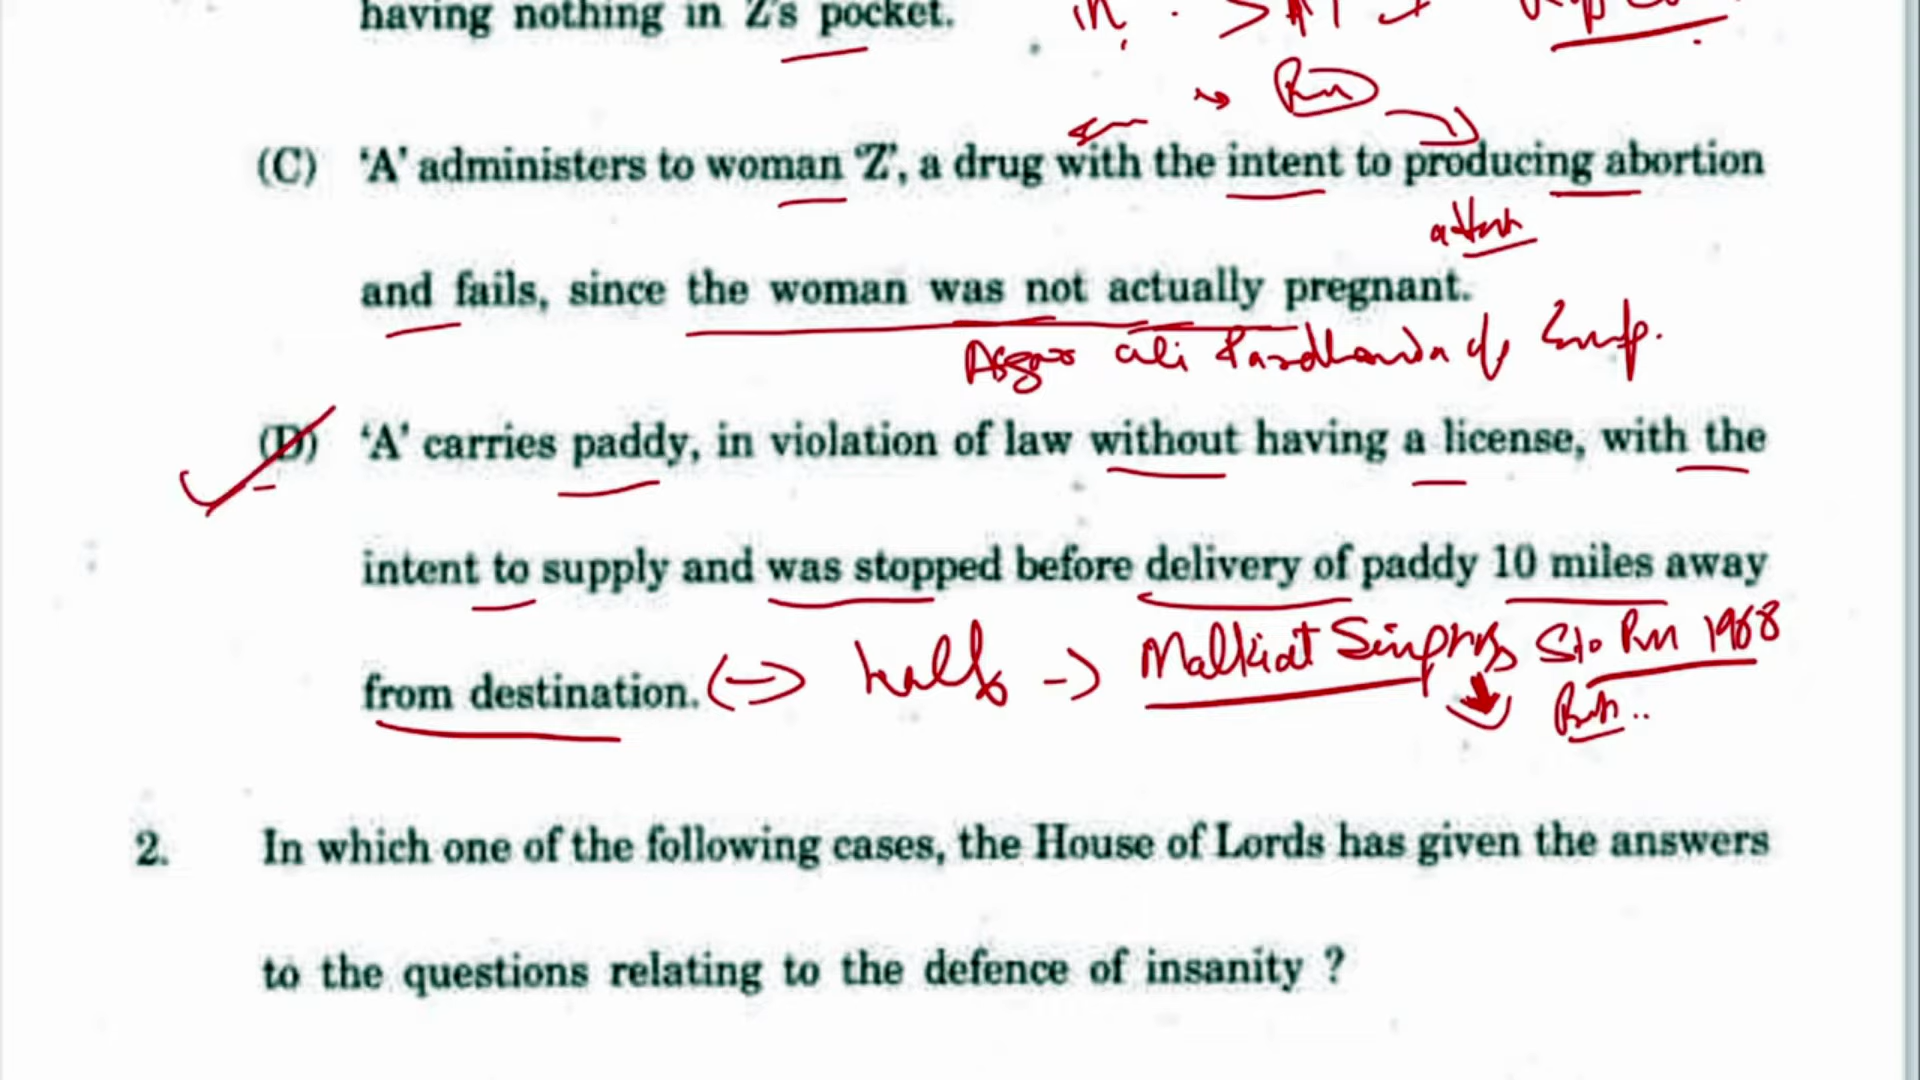 having nothing in Z's pocket.
(C) 'A' administers to woman 'Z', a drug with the intent to producing abortion
attent
and fails, since the woman was not actually pregnant.
Asgar ali Pardhania v/s Emp.
(D) 'A' carries paddy, in violation of law without having a license, with the
intent to supply and was stopped before delivery of paddy 10 miles away
from destination. Malkiat Singh v/s St. 1968
2. In which one of the following cases, the House of Lords has given the answers
to the questions relating to the defence of insanity ?